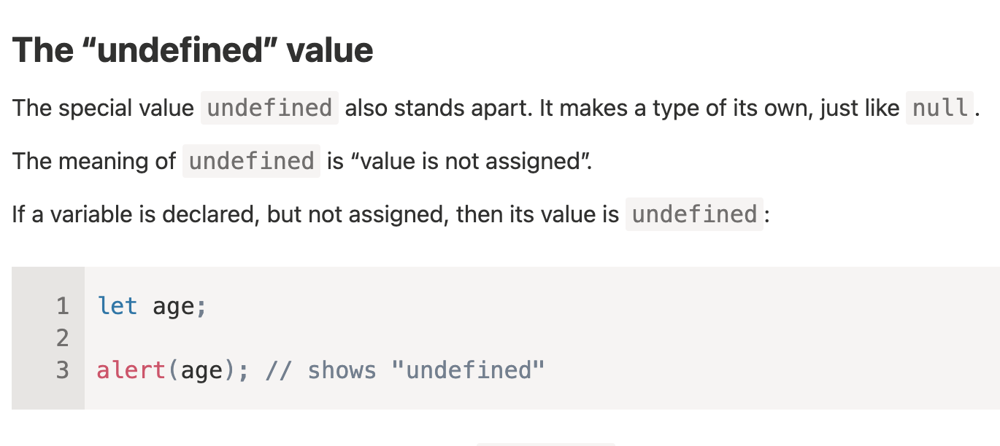 The “undefined” value
The special value undefined also stands apart. It makes a type of its own, just like null.
The meaning of undefined is “value is not assigned”.
If a variable is declared, but not assigned, then its value is undefined:
1 let age;
2
3 alert(age); // shows "undefined"